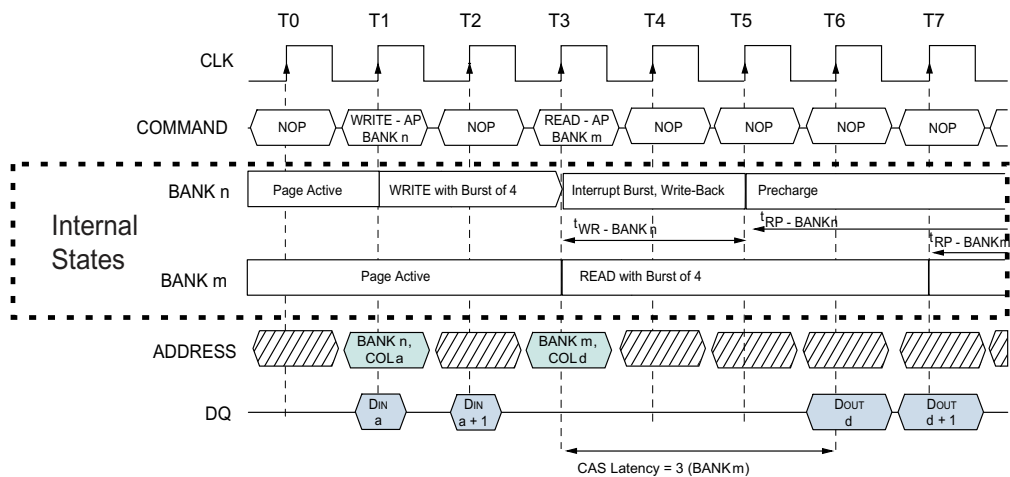 T0 T1 T2 T3 T4 T5 T6 T7
CLK
COMMAND NOP WRITE - AP BANK n NOP READ - AP BANK m NOP NOP NOP NOP
BANK n Page Active WRITE with Burst of 4 Interrupt Burst, Write-Back Precharge
Internal States
tWR - BANK n tRP - BANK n
tRP - BANK m
BANK m Page Active READ with Burst of 4
ADDRESS BANK n, COL a BANK m, COL d
DQ DIN a DIN a + 1 DOUT d DOUT d + 1
CAS Latency = 3 (BANK m)